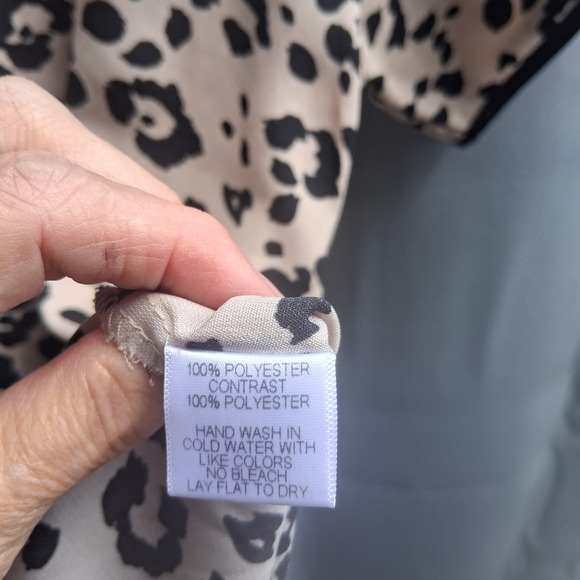 100% POLYESTER
CONTRAST
100% POLYESTER
HAND WASH IN
COLD WATER WITH
LIKE COLORS
NO BLEACH
LAY FLAT TO DRY